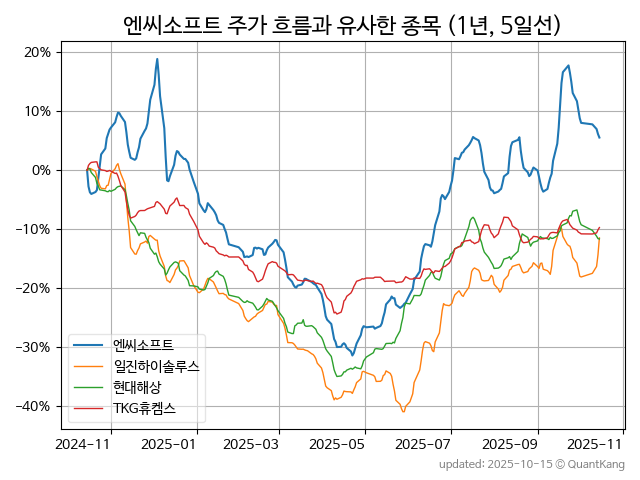 엔씨소프트 주가 흐름과 유사한 종목 (1년, 5일선)
20%
10%
0%
−10%
−20%
−30%
−40%
엔씨소프트
일진하이솔루스
현대해상
TKG휴켐스
2024-11
2025-01
2025-03
2025-05
2025-07
2025-09
2025-11
updated: 2025-10-15 © QuantKang